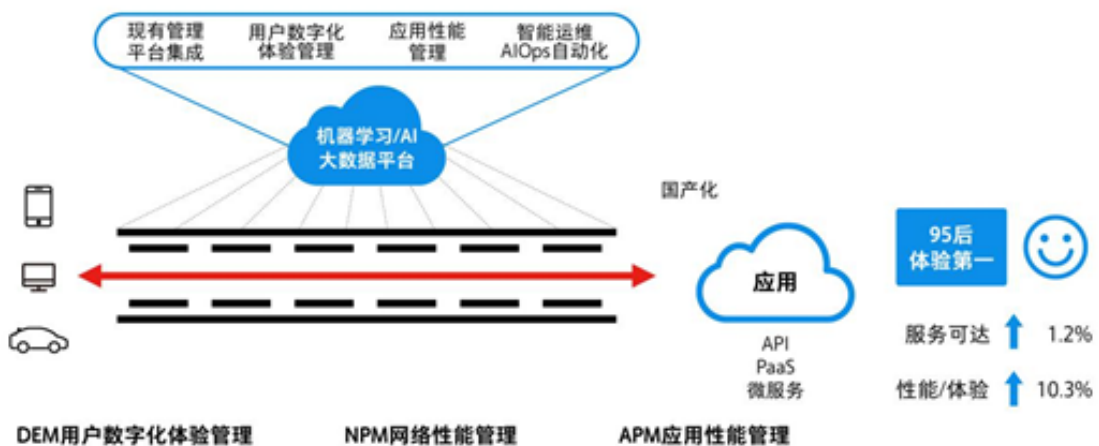 现有管理
平台集成
用户数字化
体验管理
应用性能
管理
智能运维
AIOps自动化
机器学习/AI
大数据平台
国产化
应用
API
PaaS
微服务
95后
体验第一
服务可达 1.2%
性能/体验 10.3%
DEM用户数字化体验管理
NPM网络性能管理
APM应用性能管理